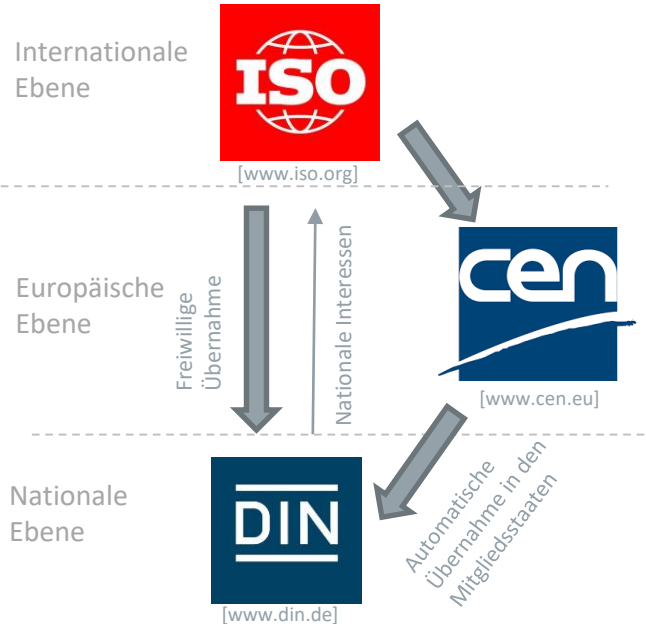 Internationale
Ebene
ISO
[www.iso.org]
Europäische
Ebene
Freiwillige
Übernahme
Nationale Interessen
cen
[www.cen.eu]
Nationale
Ebene
DIN
[www.din.de]
Automatische
Übernahme in den
Mitgliedsstaaten